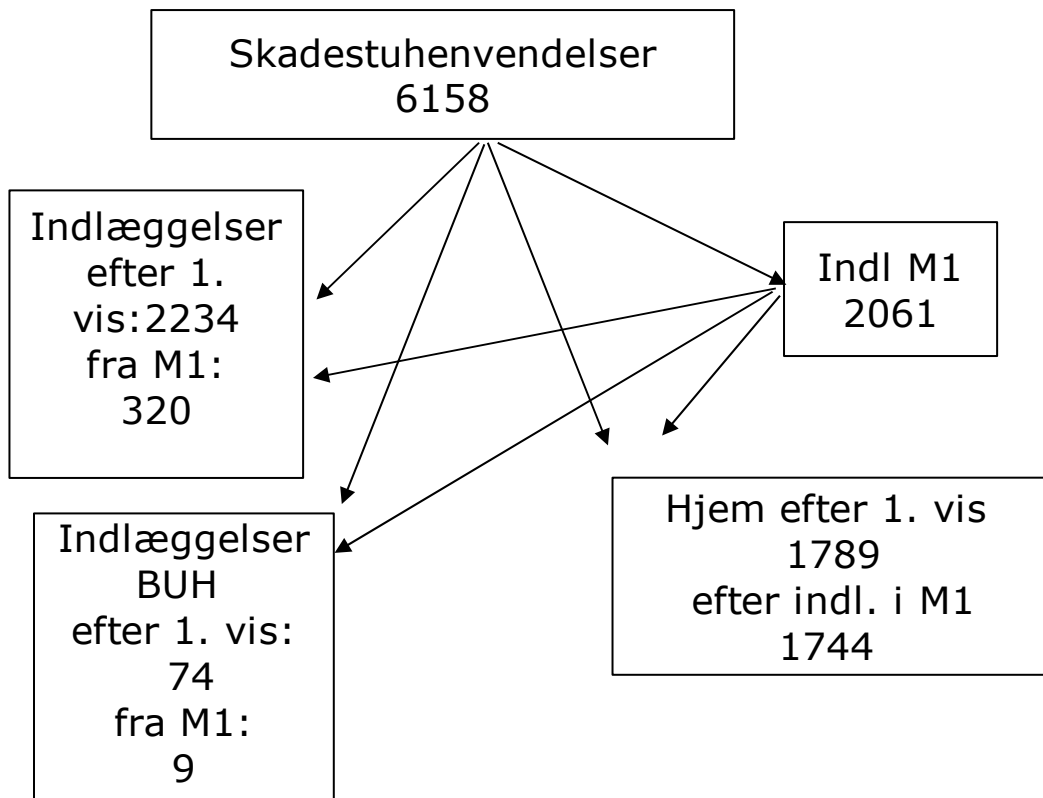 Skadestuhenvendelser
6158
Indlæggelser
efter 1.
vis:2234
fra M1:
320
Indl M1
2061
Indlæggelser
BUH
efter 1. vis:
74
fra M1:
9
Hjem efter 1. vis
1789
efter indl. i M1
1744